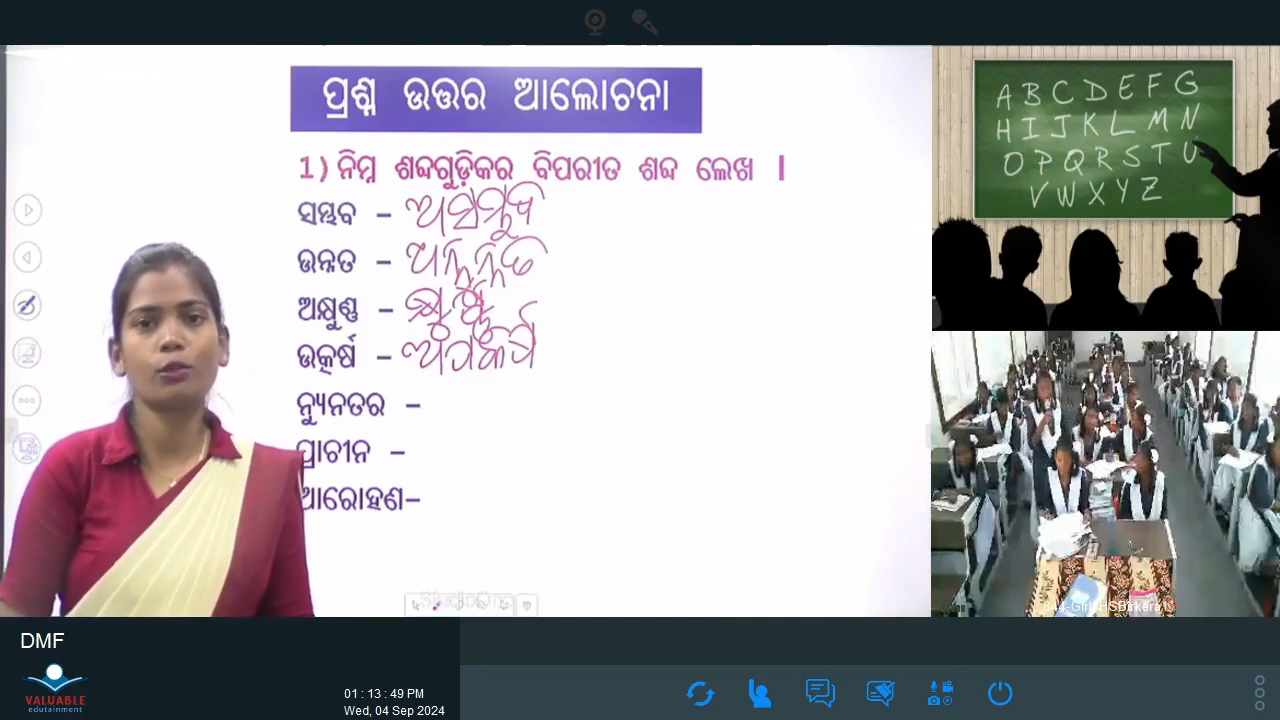 ପ୍ରଶ୍ନ ଉତ୍ତର ଆଲୋଚନା
1) ନିମ୍ନ ଶବ୍ଦଗୁଡ଼ିକର ବିପରୀତ ଶବ୍ଦ ଲେଖ ।
ସମ୍ଭବ – ଅସମ୍ଭବ
ଉନ୍ନତ – ଅନୁନ୍ନତ
ଅକ୍ଷୁଣ୍ଣ – କ୍ଷୁଣ୍ଣ
ଉତ୍କର୍ଷ – ଅପକର୍ଷ
ନ୍ୟୁନତର –
ପ୍ରାଚୀନ –
ଆରୋହଣ–
A B C D E F G
H I J K L M N
O P Q R S T U
V W X Y Z
DMF
VALUABLE
edutainment
01 : 13 : 49 PM
Wed, 04 Sep 2024